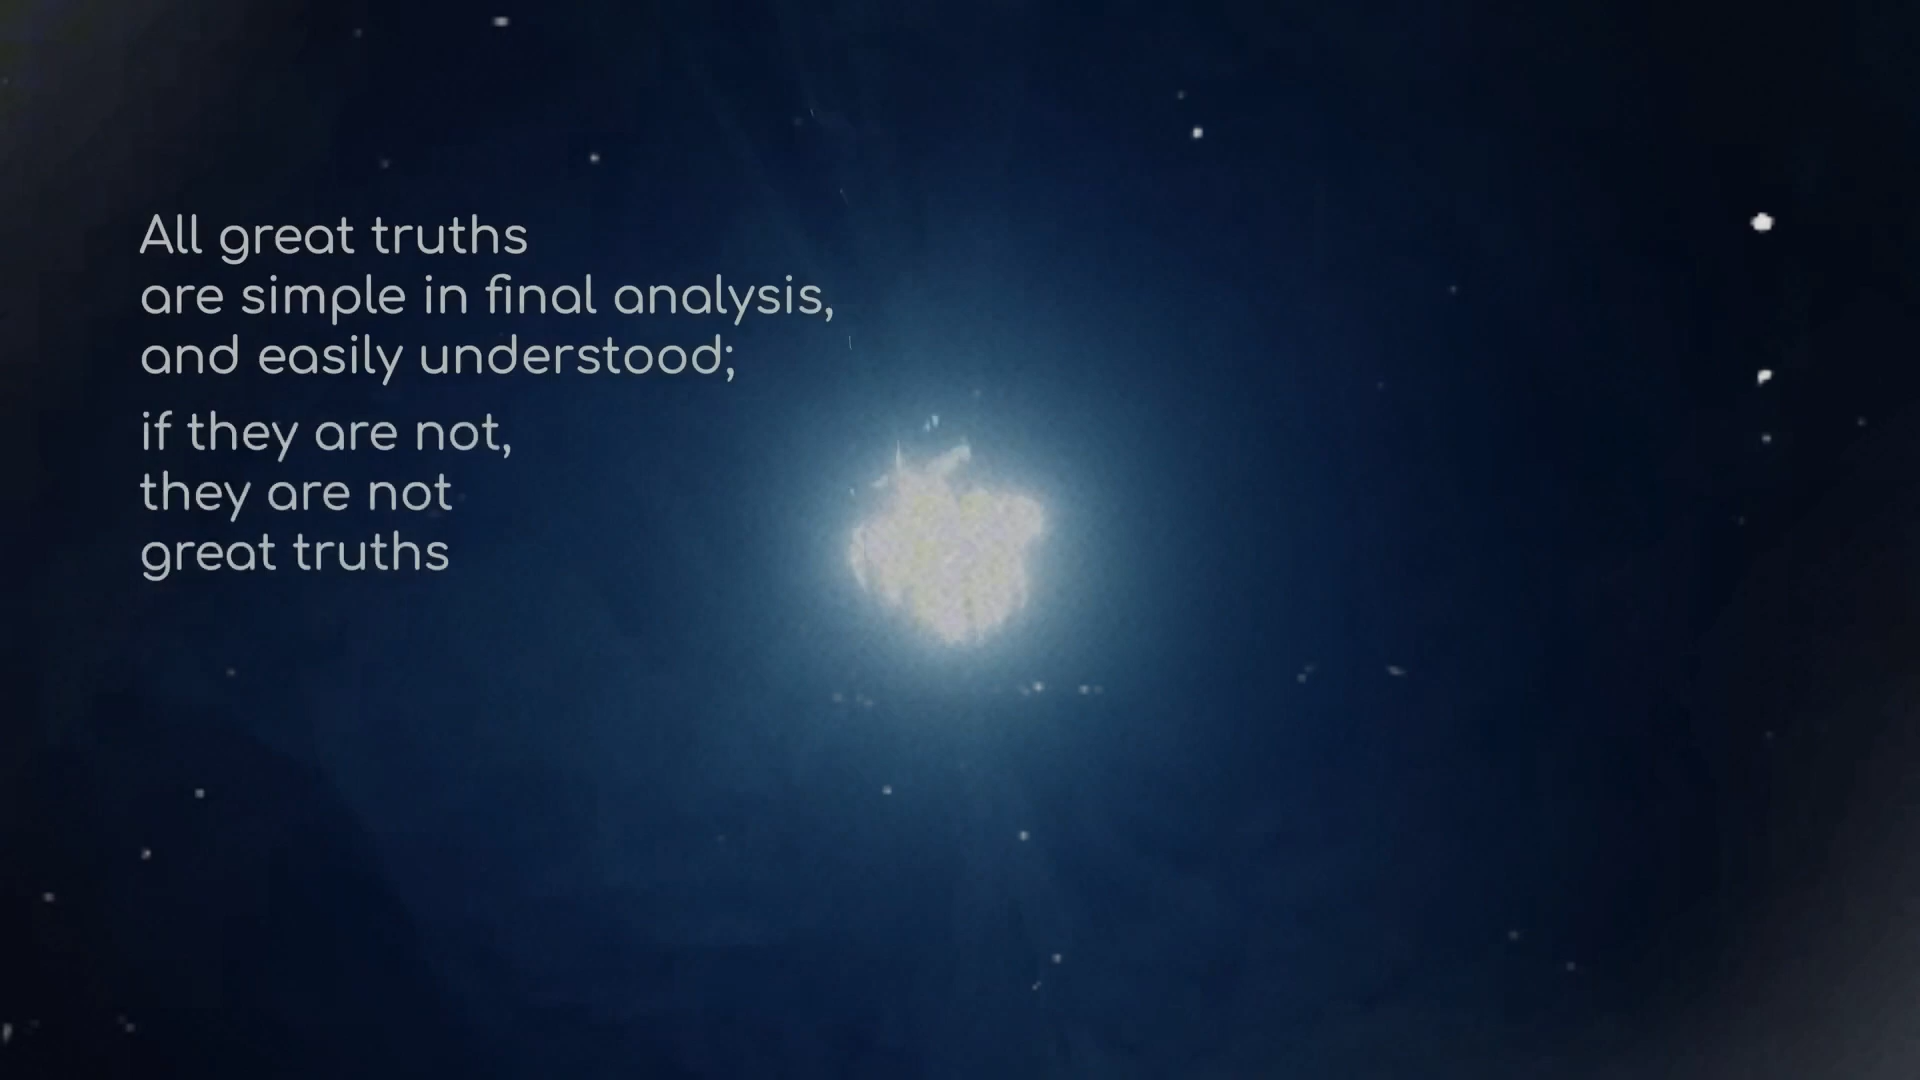 All great truths
are simple in final analysis,
and easily understood;
if they are not,
they are not
great truths